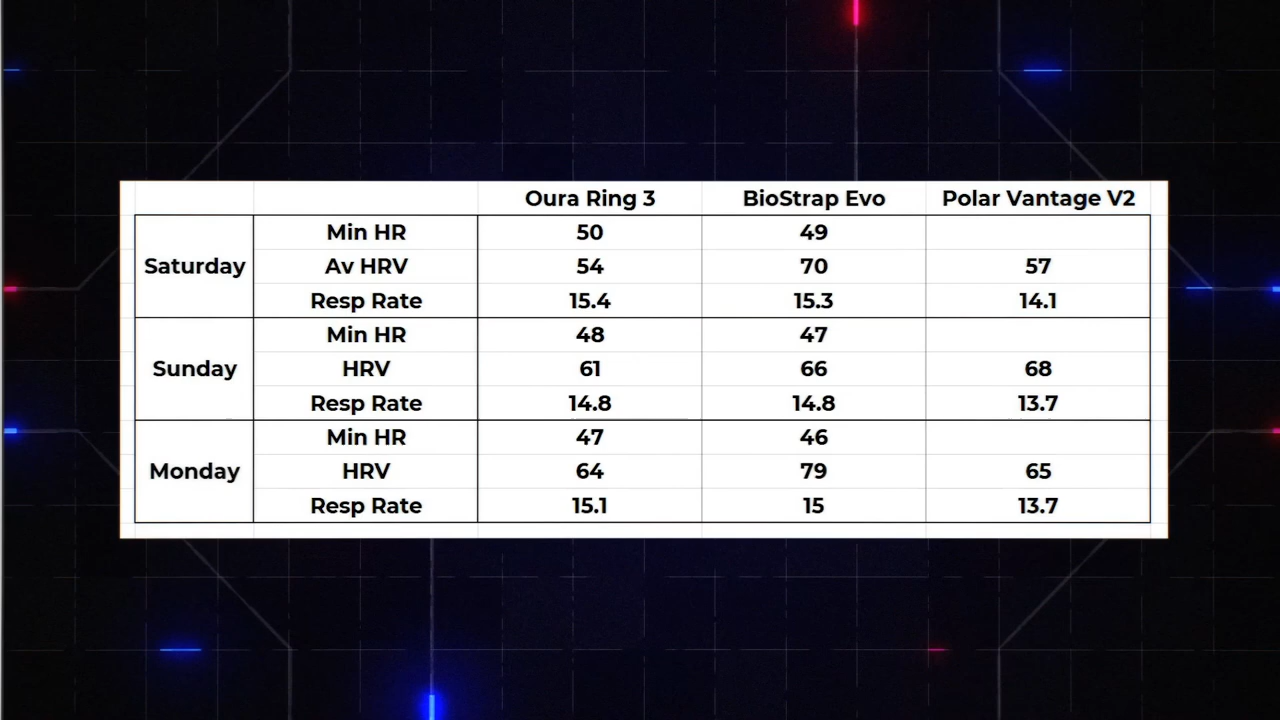 Oura Ring 3 BioStrap Evo Polar Vantage V2
Min HR 50 49
Saturday Av HRV 54 70 57
Resp Rate 15.4 15.3 14.1
Min HR 48 47
Sunday HRV 61 66 68
Resp Rate 14.8 14.8 13.7
Min HR 47 46
Monday HRV 64 79 65
Resp Rate 15.1 15 13.7